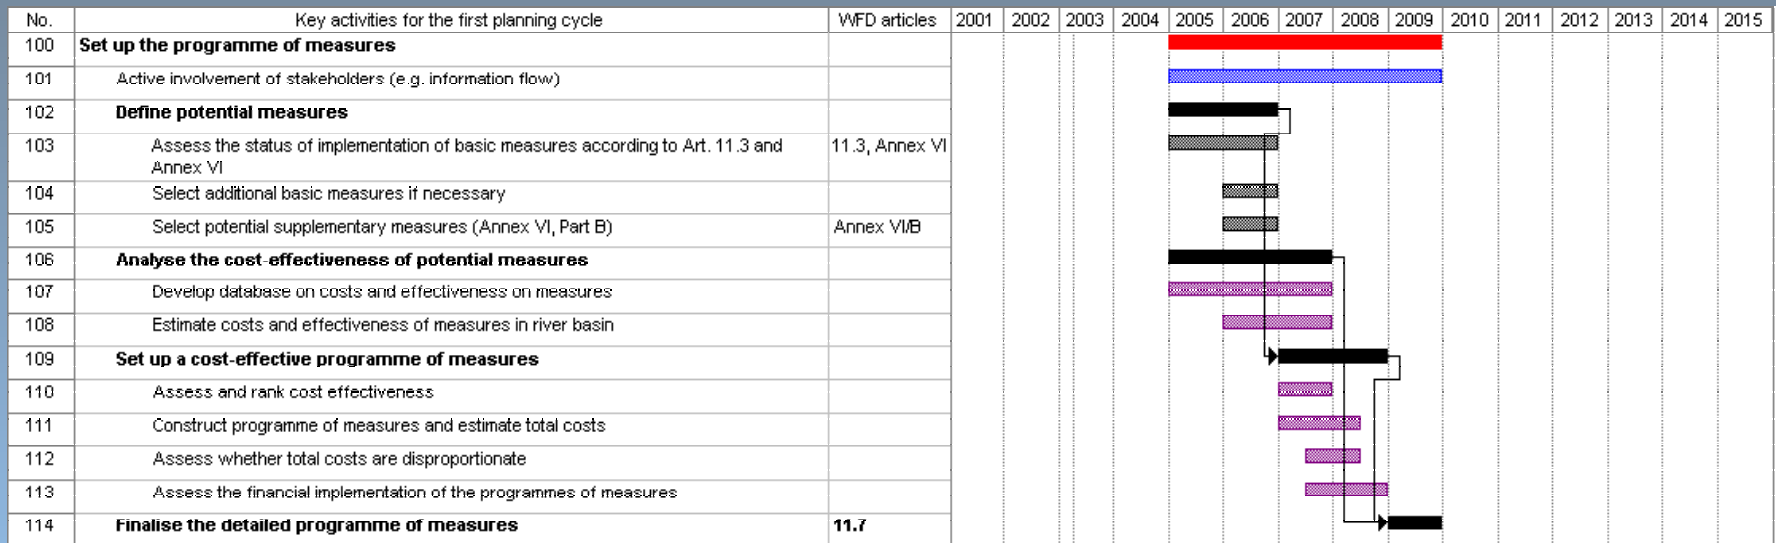 No. Key activities for the first planning cycle WFD articles 2001 2002 2003 2004 2005 2006 2007 2008 2009 2010 2011 2012 2013 2014 2015
100 Set up the programme of measures
101 Active involvement of stakeholders (e.g. information flow)
102 Define potential measures
103 Assess the status of implementation of basic measures according to Art. 11.3 and 11.3, Annex VI
Annex VI
104 Select additional basic measures if necessary
105 Select potential supplementary measures (Annex VI, Part B) Annex VI/B
106 Analyse the cost-effectiveness of potential measures
107 Develop database on costs and effectiveness on measures
108 Estimate costs and effectiveness of measures in river basin
109 Set up a cost-effective programme of measures
110 Assess and rank cost effectiveness
111 Construct programme of measures and estimate total costs
112 Assess whether total costs are disproportionate
113 Assess the financial implementation of the programmes of measures
114 Finalise the detailed programme of measures 11.7